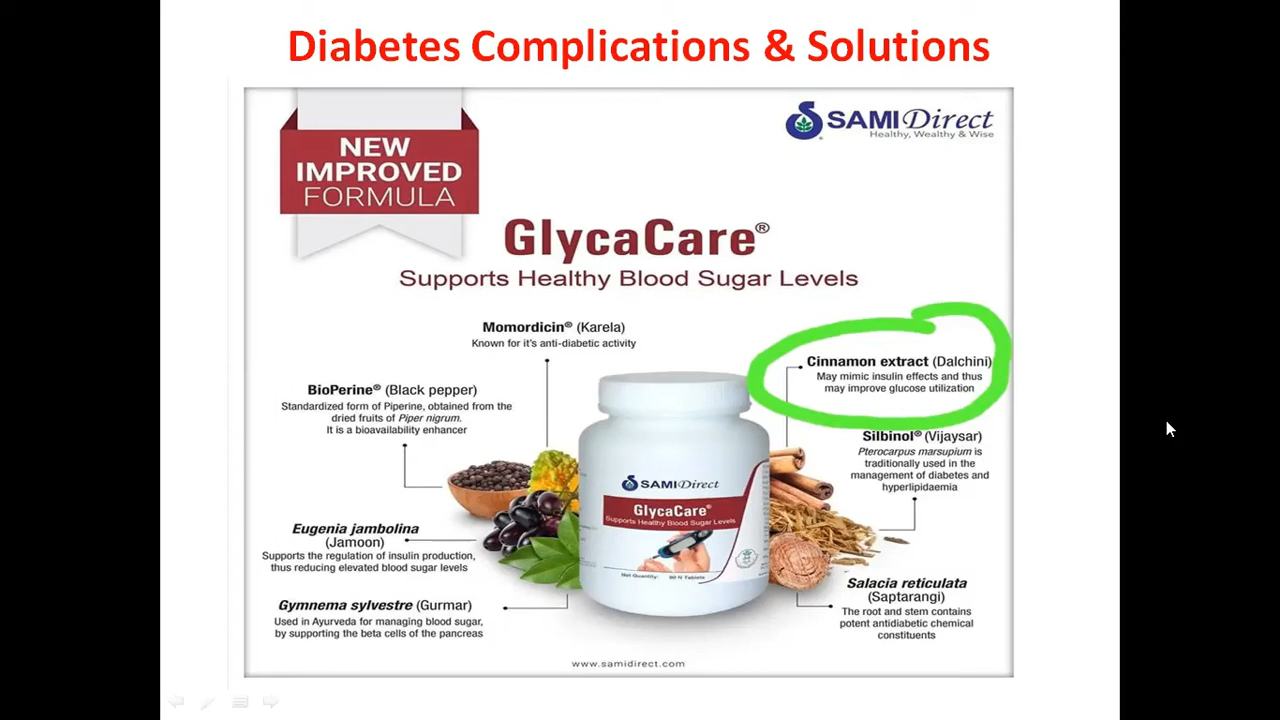 Diabetes Complications & Solutions
NEW
IMPROVED
FORMULA
SAMI Direct
Healthy, Wealthy & Wise
GlycaCare®
Supports Healthy Blood Sugar Levels
Momordicin® (Karela)
Known for it's anti-diabetic activity
Cinnamon extract (Dalchini)
May mimic insulin effects and thus
may improve glucose utilization
BioPerine® (Black pepper)
Standardized form of Piperine, obtained from the
dried fruits of Piper nigrum.
It is a bioavailability enhancer
Silbinol® (Vijaysar)
Pterocarpus marsupium is
traditionally used in the
management of diabetes and
hyperlipidaemia
SAMI Direct
GlycaCare®
Supports Healthy Blood Sugar Levels
Net Quantity: 90 N Tablets
Eugenia jambolina
(Jamoon)
Supports the regulation of insulin production,
thus reducing elevated blood sugar levels
Gymnema sylvestre (Gurmar)
Used in Ayurveda for managing blood sugar,
by supporting the beta cells of the pancreas
Salacia reticulata
(Saptarangi)
The root and stem contains
potent antidiabetic chemical
constituents
www.samidirect.com